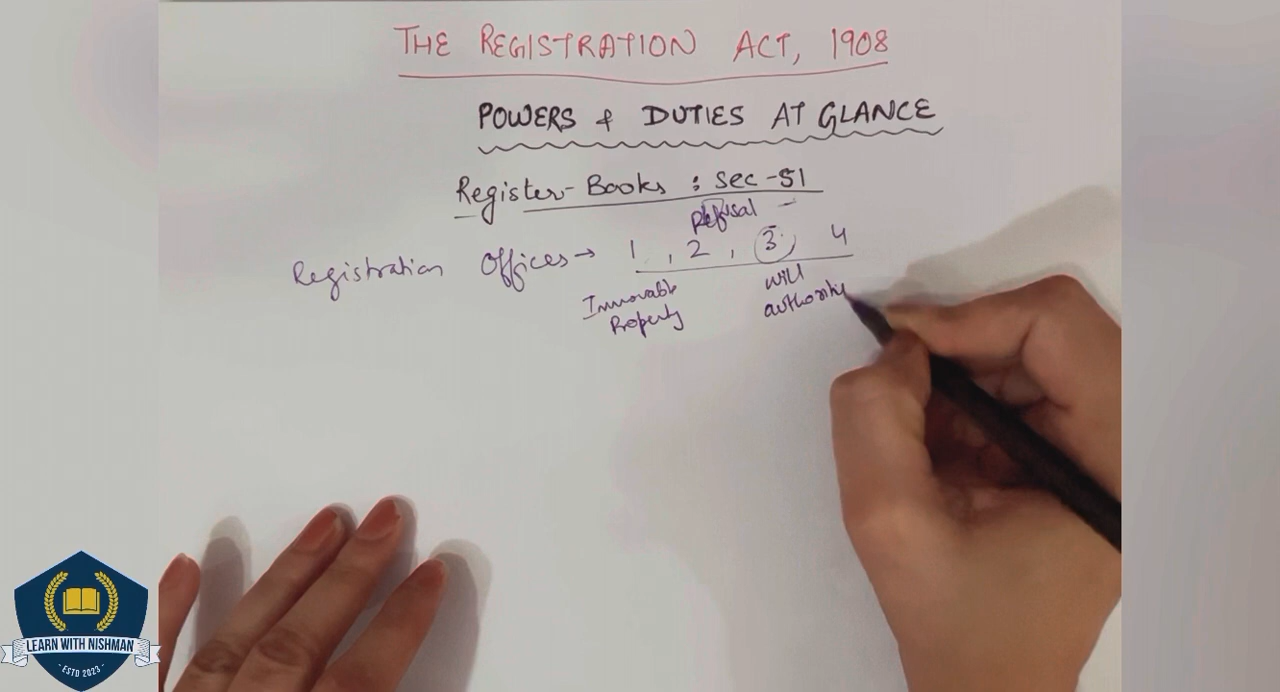 THE REGISTRATION ACT, 1908
POWERS & DUTIES AT GLANCE
Register-Books : Sec-51
Refusal
Registration Offices → 1, 2, 3, 4
Immovable
Property
will
authority
LEARN WITH NISHMAN
ESTD 2023